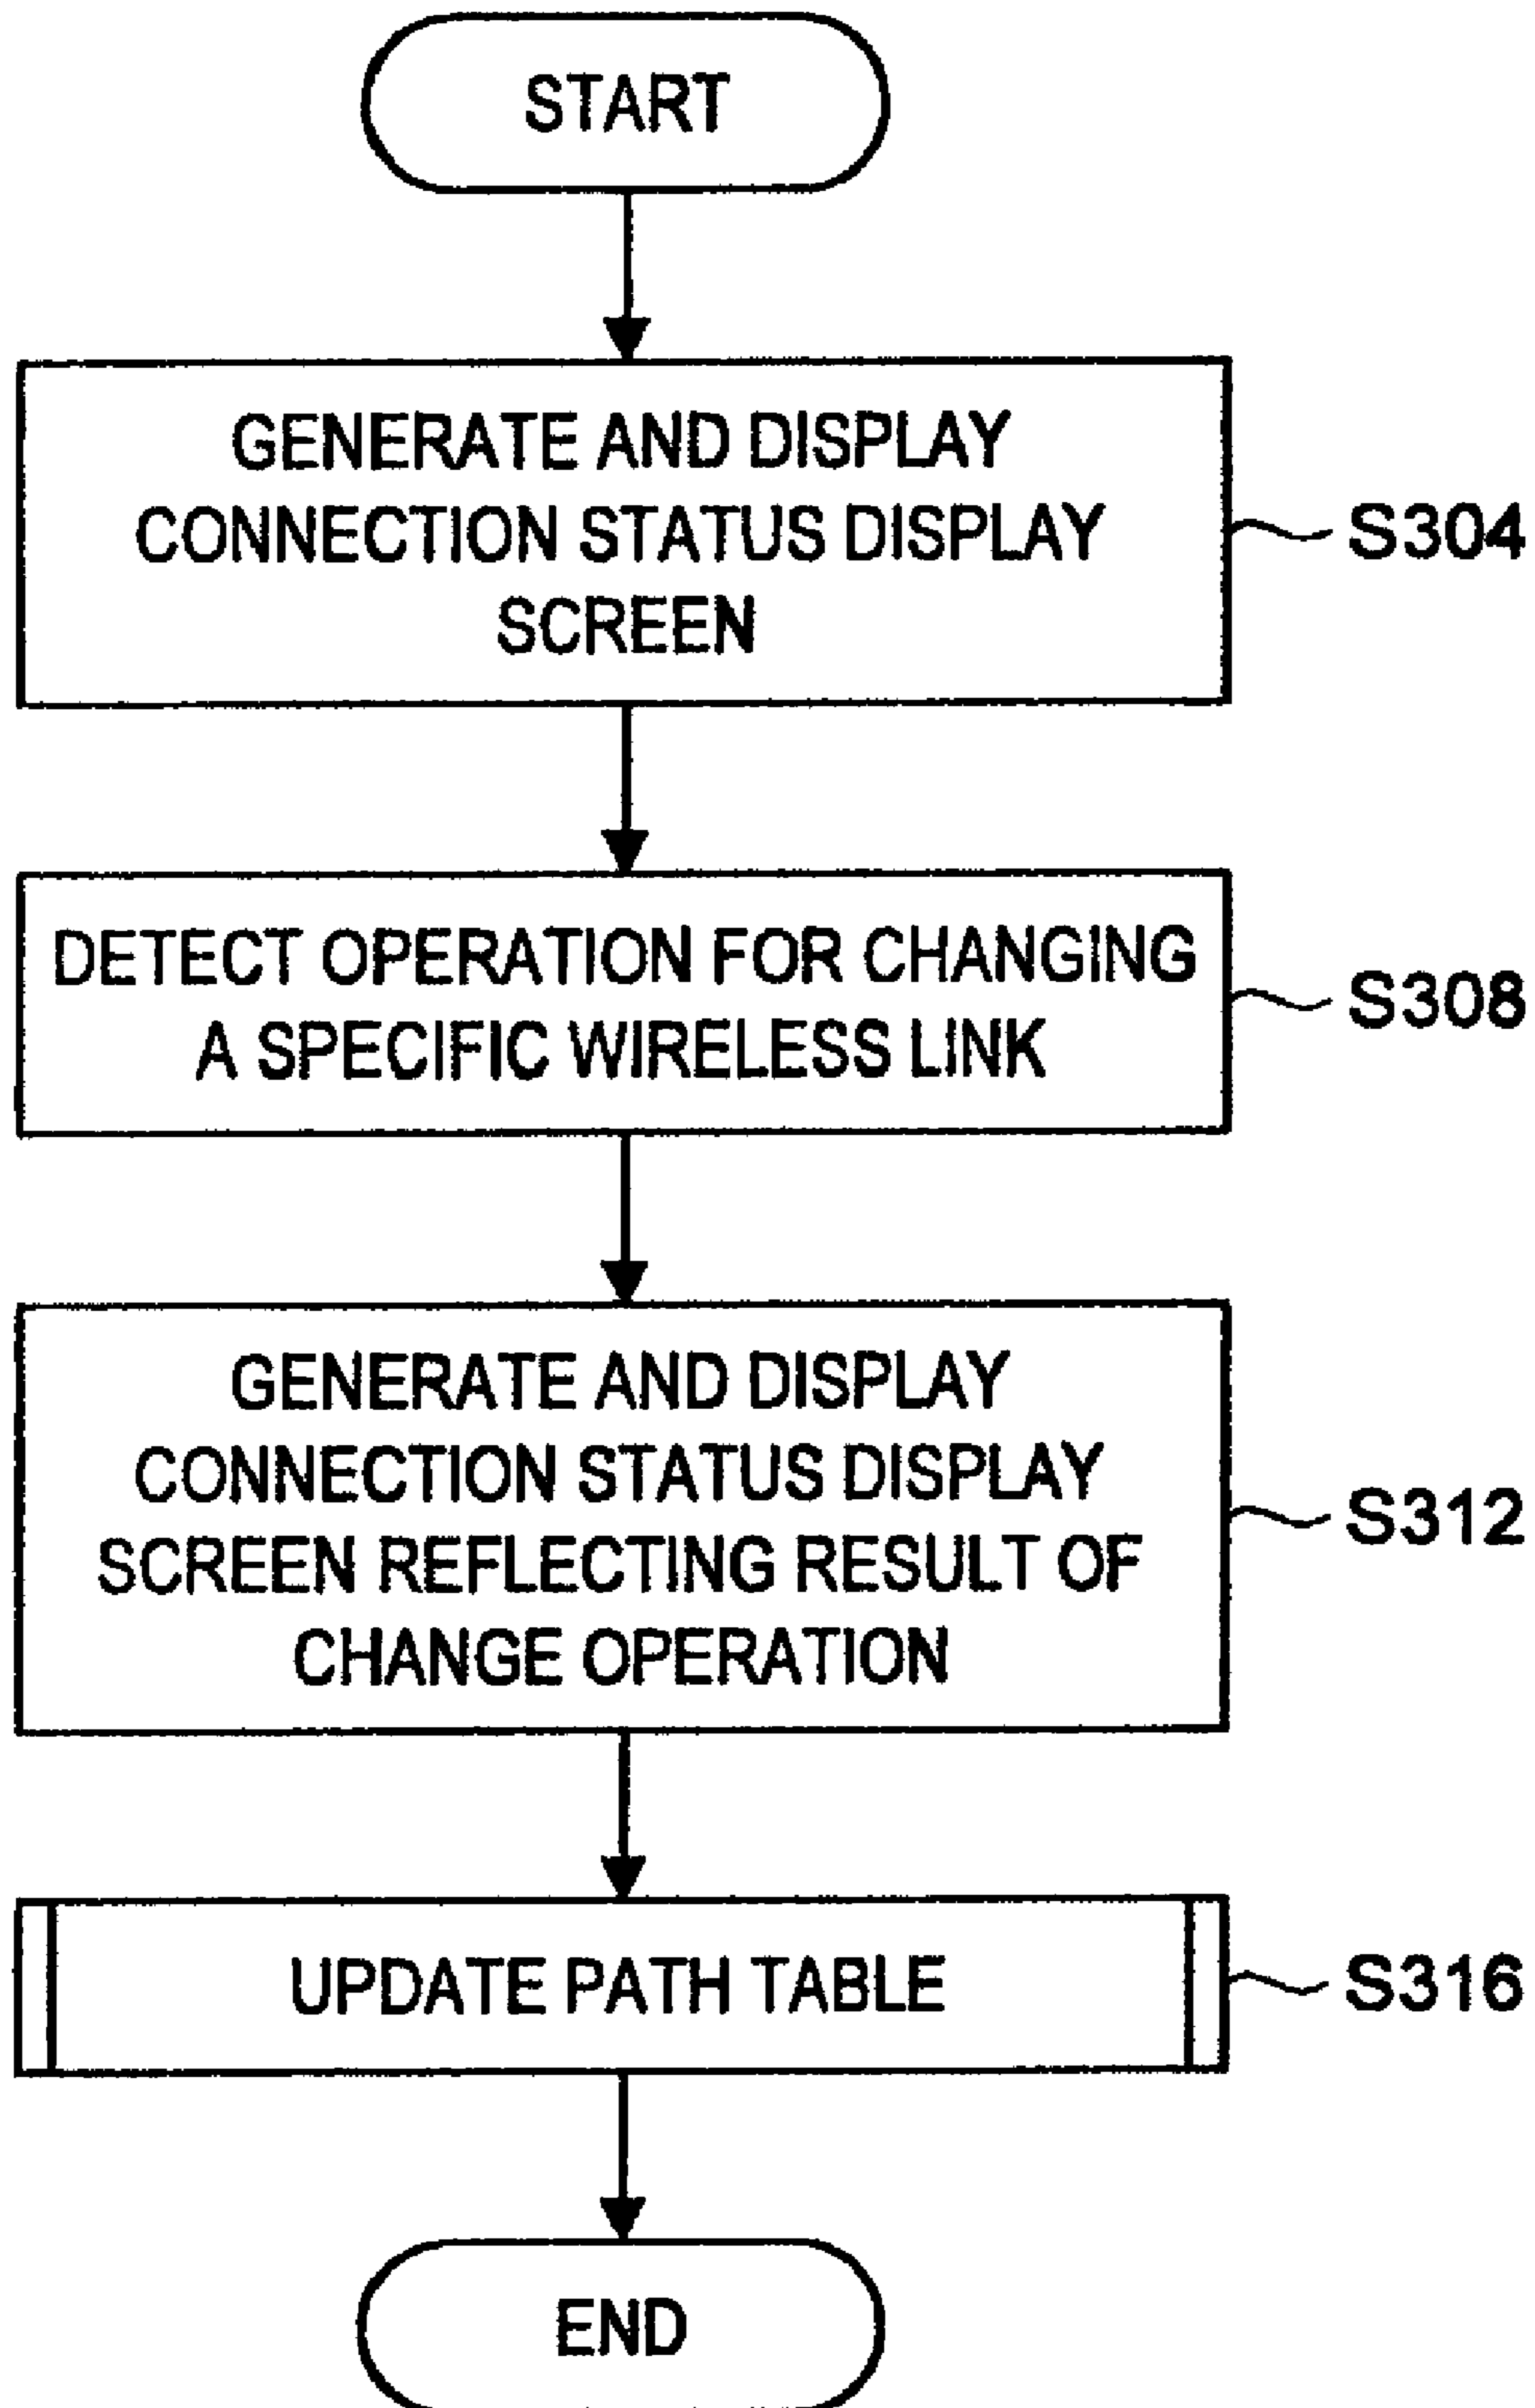 START
GENERATE AND DISPLAY
CONNECTION STATUS DISPLAY
SCREEN
S304
DETECT OPERATION FOR CHANGING
A SPECIFIC WIRELESS LINK
S308
GENERATE AND DISPLAY
CONNECTION STATUS DISPLAY
SCREEN REFLECTING RESULT OF
CHANGE OPERATION
S312
UPDATE PATH TABLE
S316
END